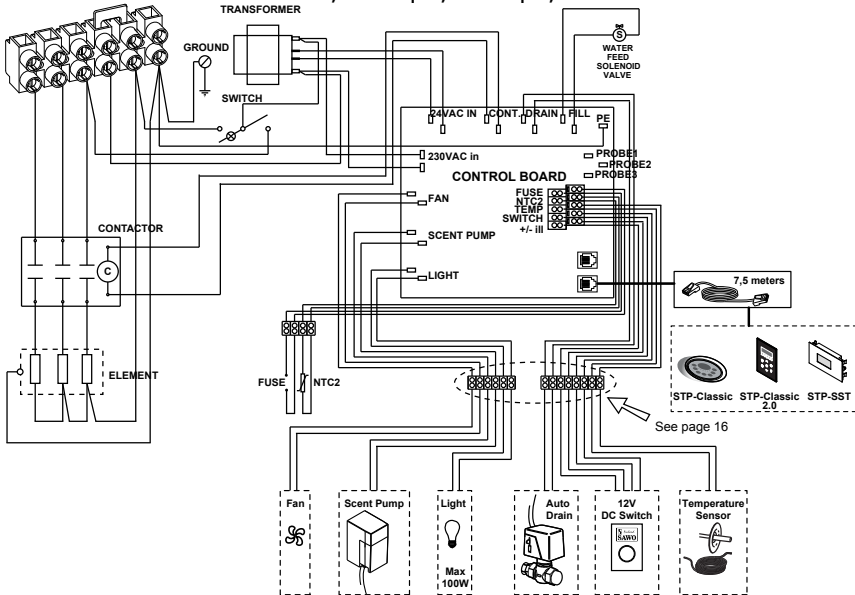 TRANSFORMER
GROUND
SWITCH
S
WATER
FEED
SOLENOID
VALVE
24VAC IN
CONT.
DRAIN
FILL
PE
230VAC in
PROBE1
PROBE2
PROBE3
CONTROL BOARD
FAN
FUSE
NTC2
TEMP
SWITCH
+/- ill
SCENT PUMP
LIGHT
CONTACTOR
C
ELEMENT
FUSE
NTC2
7,5 meters
STP-Classic
STP-Classic
2.0
STP-SST
See page 16
Fan
Scent Pump
Light
Max
100W
Auto
Drain
12V
DC Switch
SAWO
Temperature
Sensor